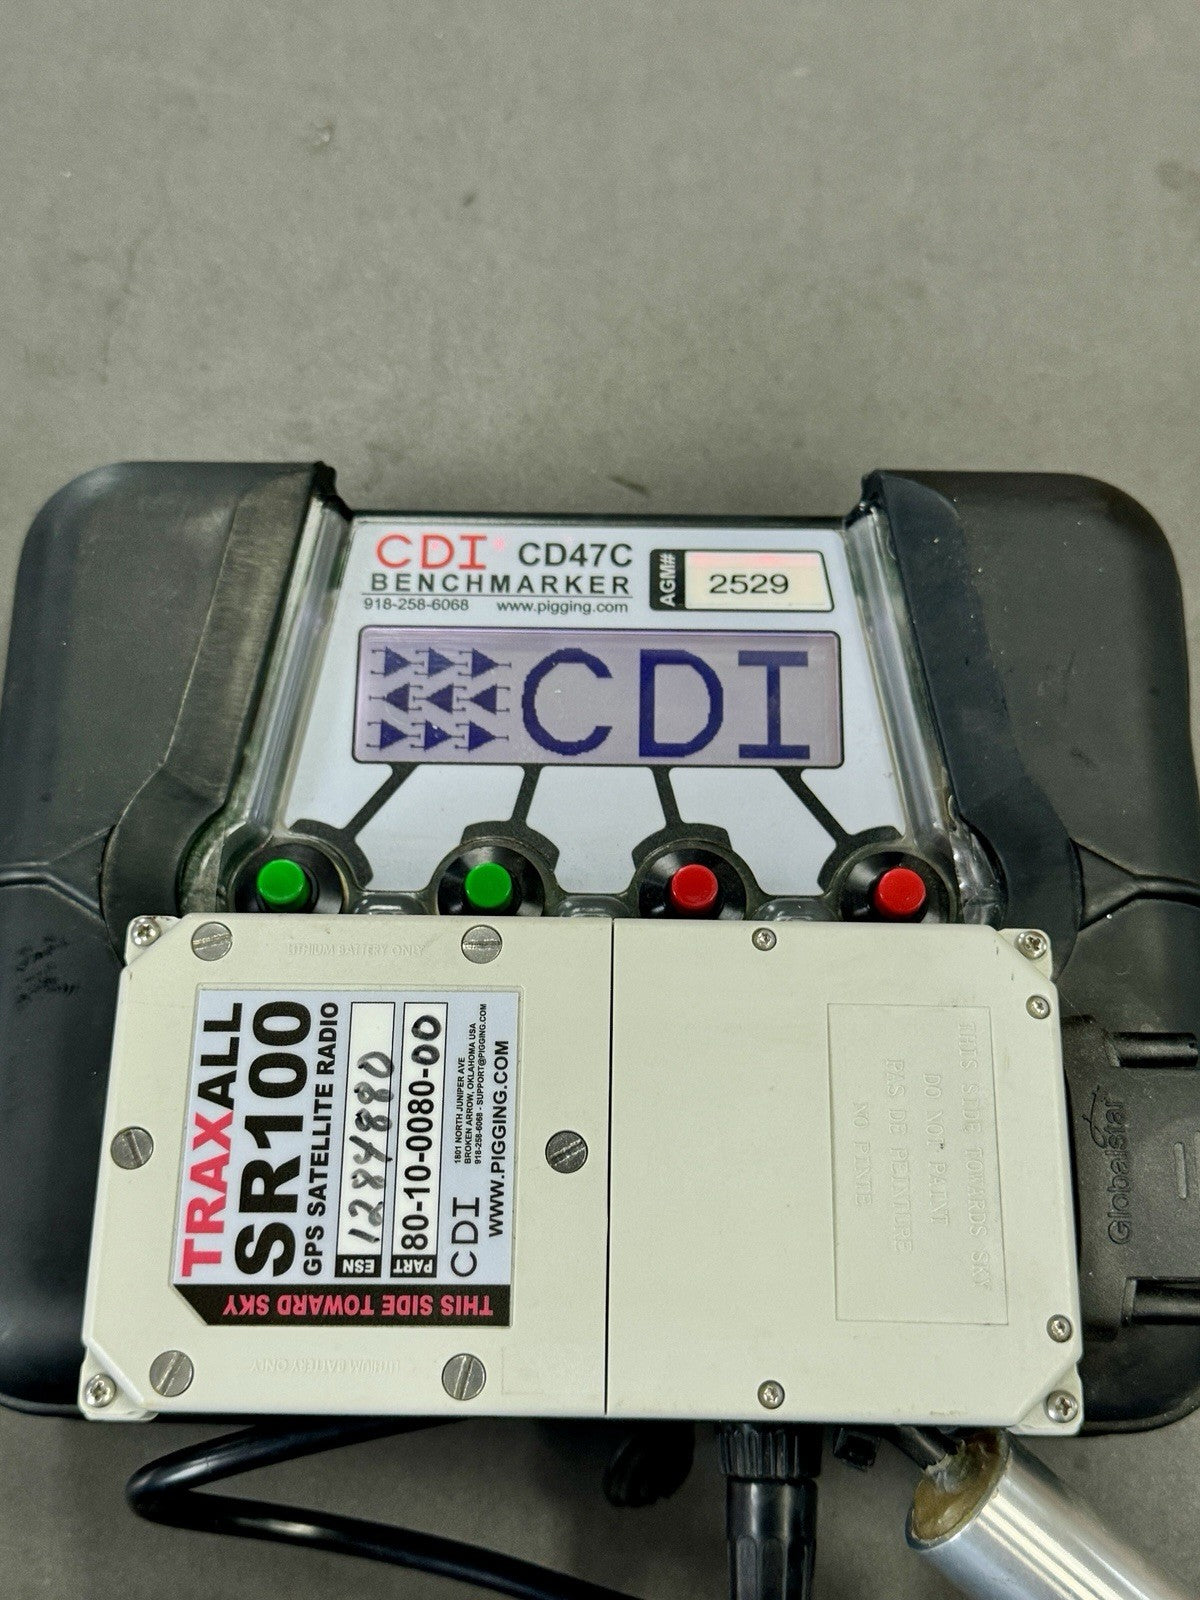 CDI® CD47C
BENCHMARKER
918-258-6068 www.pigging.com
AGM#
2529
CDI
LITHIUM BATTERY ONLY
TRAXALL
SR100
GPS SATELLITE RADIO
ESN 1284880
PART 80-10-0080-00
CDI
1801 NORTH JUNIPER AVE
BROKEN ARROW, OKLAHOMA USA
918-258-6068 - SUPPORT@PIGGING.COM
WWW.PIGGING.COM
THIS SIDE TOWARD SKY
LITHIUM BATTERY ONLY
THIS SIDE TOWARDS SKY
DO NOT PAINT
PAS DE PEINTURE
NO PINTE
Globalstar